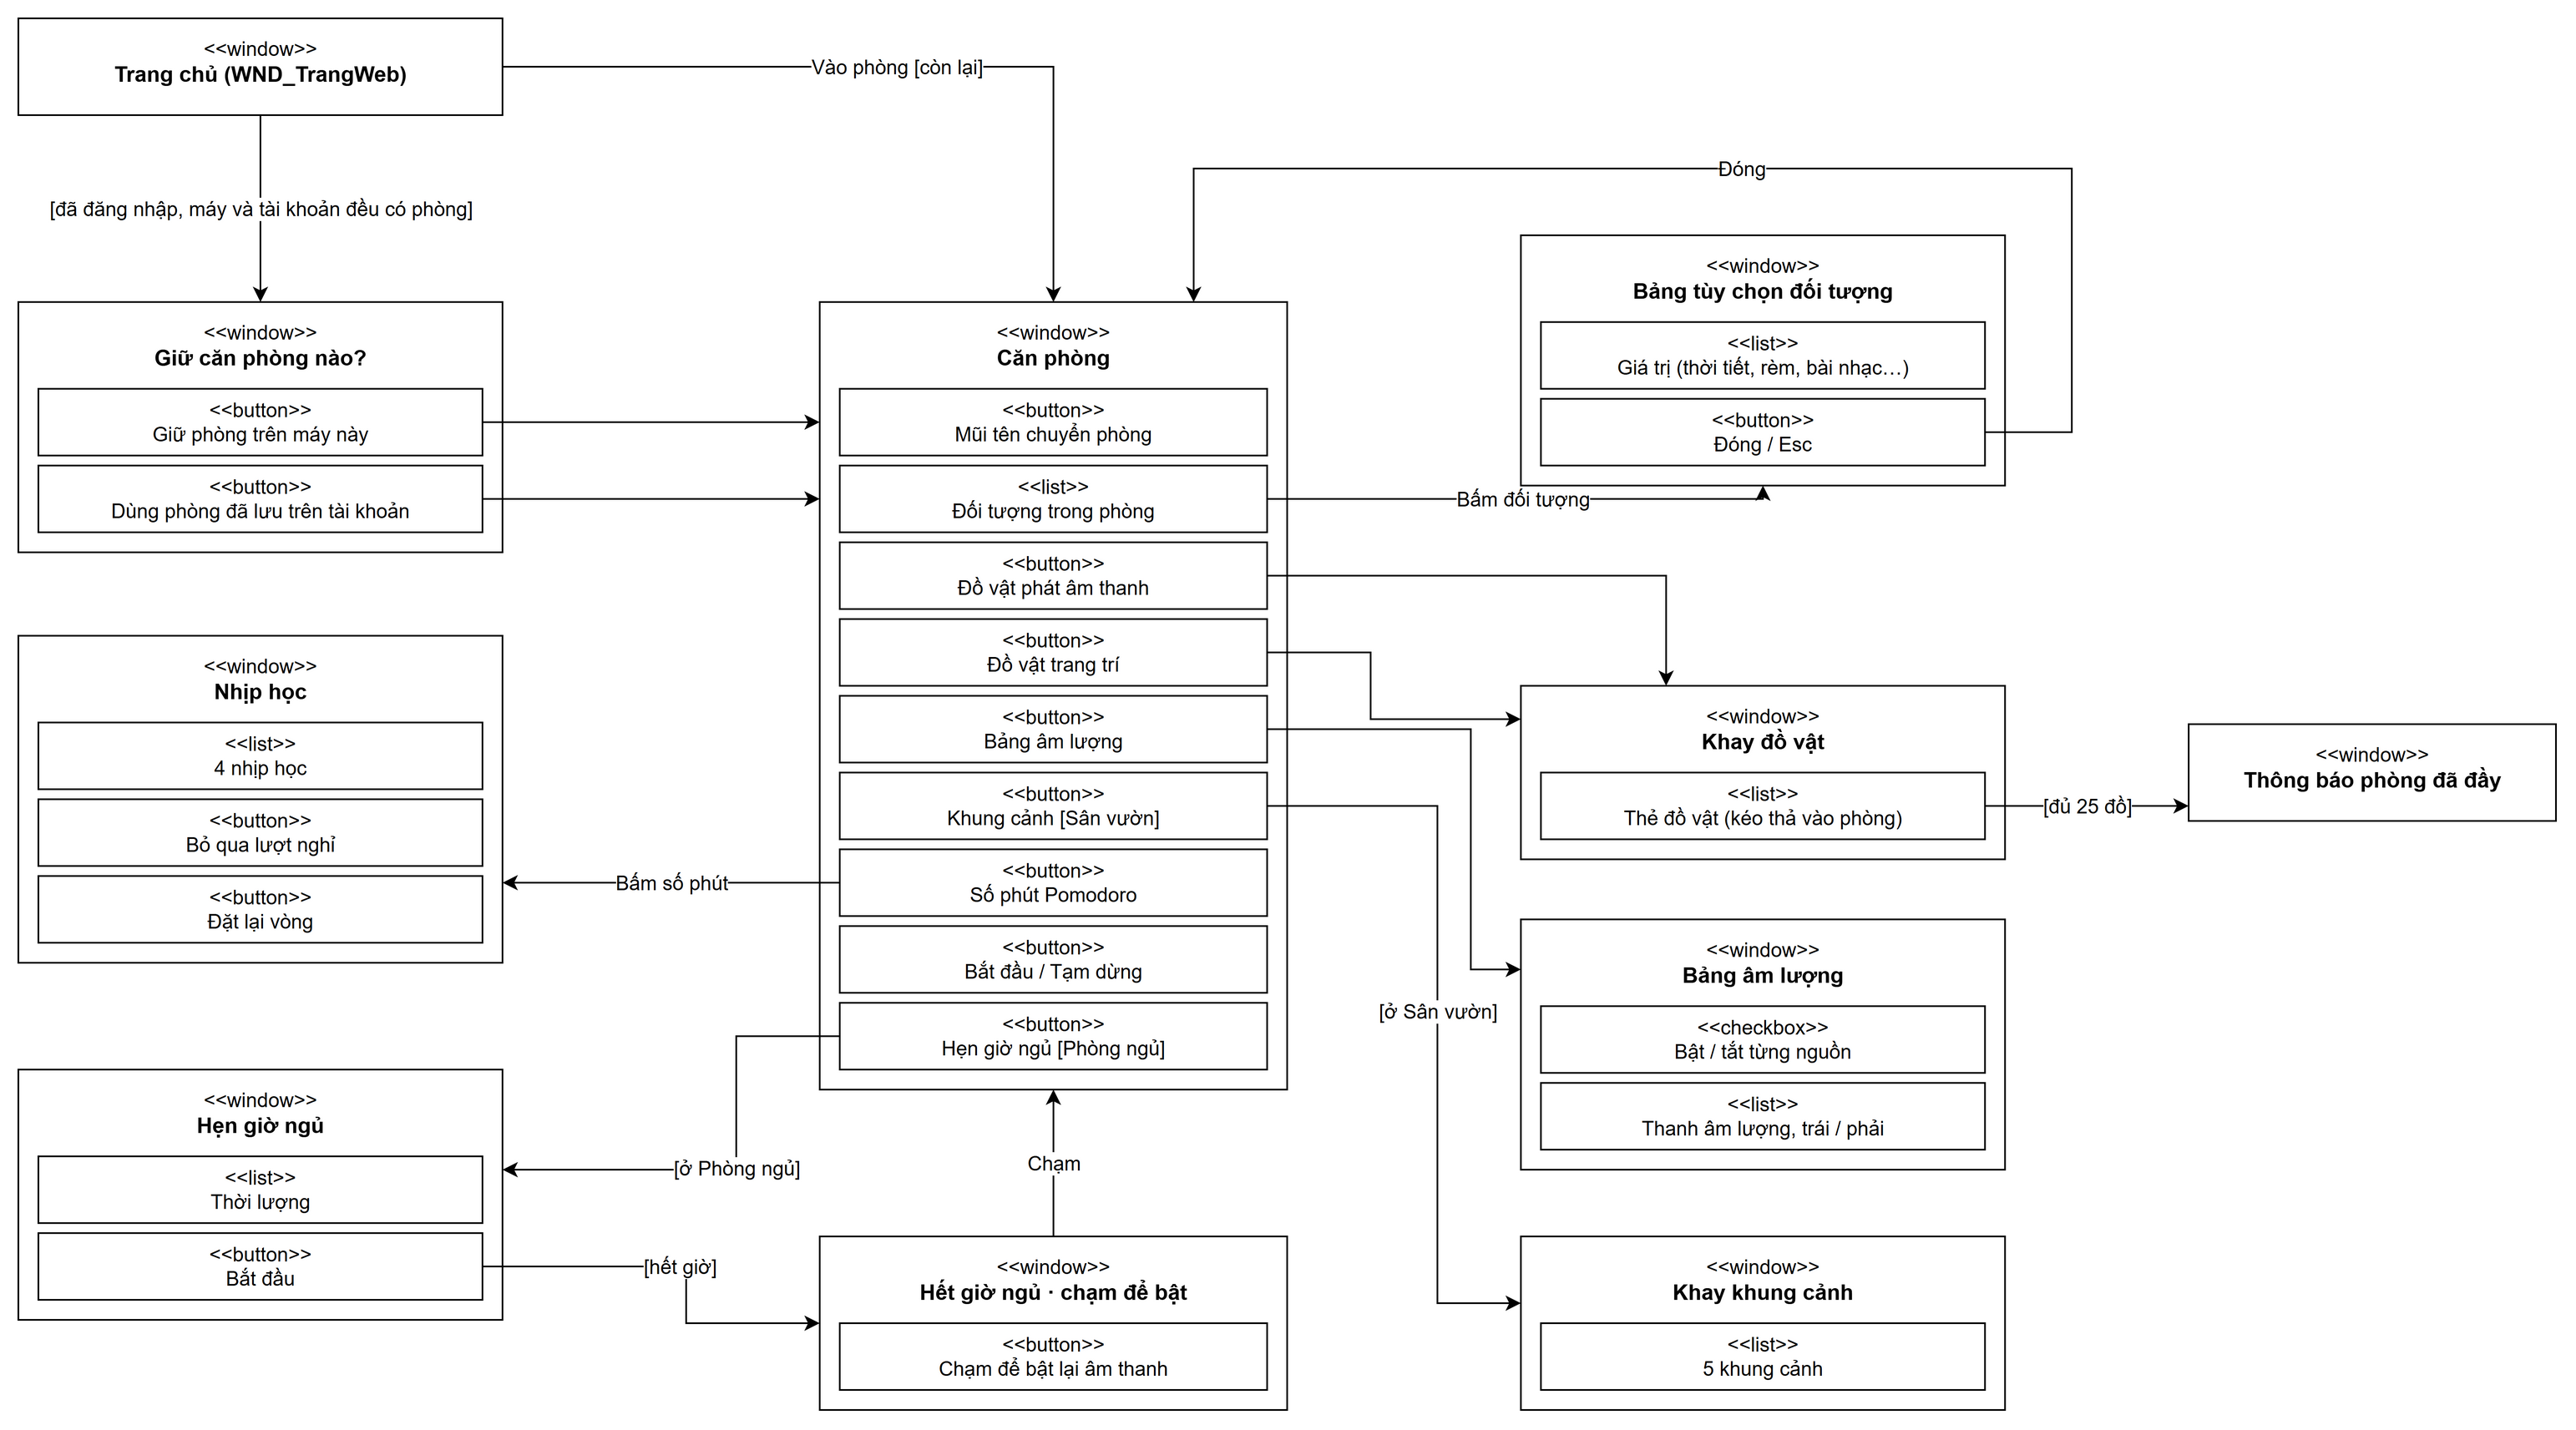 <<window>>
Trang chủ (WND_TrangWeb)
Vào phòng [còn lại]
[đã đăng nhập, máy và tài khoản đều có phòng]
Đóng
<<window>>
Giữ căn phòng nào?
<<button>>
Giữ phòng trên máy này
<<button>>
Dùng phòng đã lưu trên tài khoản
<<window>>
Căn phòng
<<button>>
Mũi tên chuyển phòng
<<list>>
Đối tượng trong phòng
<<button>>
Đồ vật phát âm thanh
<<button>>
Đồ vật trang trí
<<button>>
Bảng âm lượng
<<button>>
Khung cảnh [Sân vườn]
<<button>>
Số phút Pomodoro
<<button>>
Bắt đầu / Tạm dừng
<<button>>
Hẹn giờ ngủ [Phòng ngủ]
<<window>>
Bảng tùy chọn đối tượng
<<list>>
Giá trị (thời tiết, rèm, bài nhạc...)
<<button>>
Đóng / Esc
Bấm đối tượng
<<window>>
Nhịp học
<<list>>
4 nhịp học
<<button>>
Bỏ qua lượt nghỉ
<<button>>
Đặt lại vòng
Bấm số phút
<<window>>
Khay đồ vật
<<list>>
Thẻ đồ vật (kéo thả vào phòng)
[đủ 25 đồ]
<<window>>
Thông báo phòng đã đầy
<<window>>
Bảng âm lượng
<<checkbox>>
Bật / tắt từng nguồn
<<list>>
Thanh âm lượng, trái / phải
[ở Sân vườn]
<<window>>
Hẹn giờ ngủ
<<list>>
Thời lượng
<<button>>
Bắt đầu
[ở Phòng ngủ]
Chạm
[hết giờ]
<<window>>
Hết giờ ngủ · chạm để bật
<<button>>
Chạm để bật lại âm thanh
<<window>>
Khay khung cảnh
<<list>>
5 khung cảnh